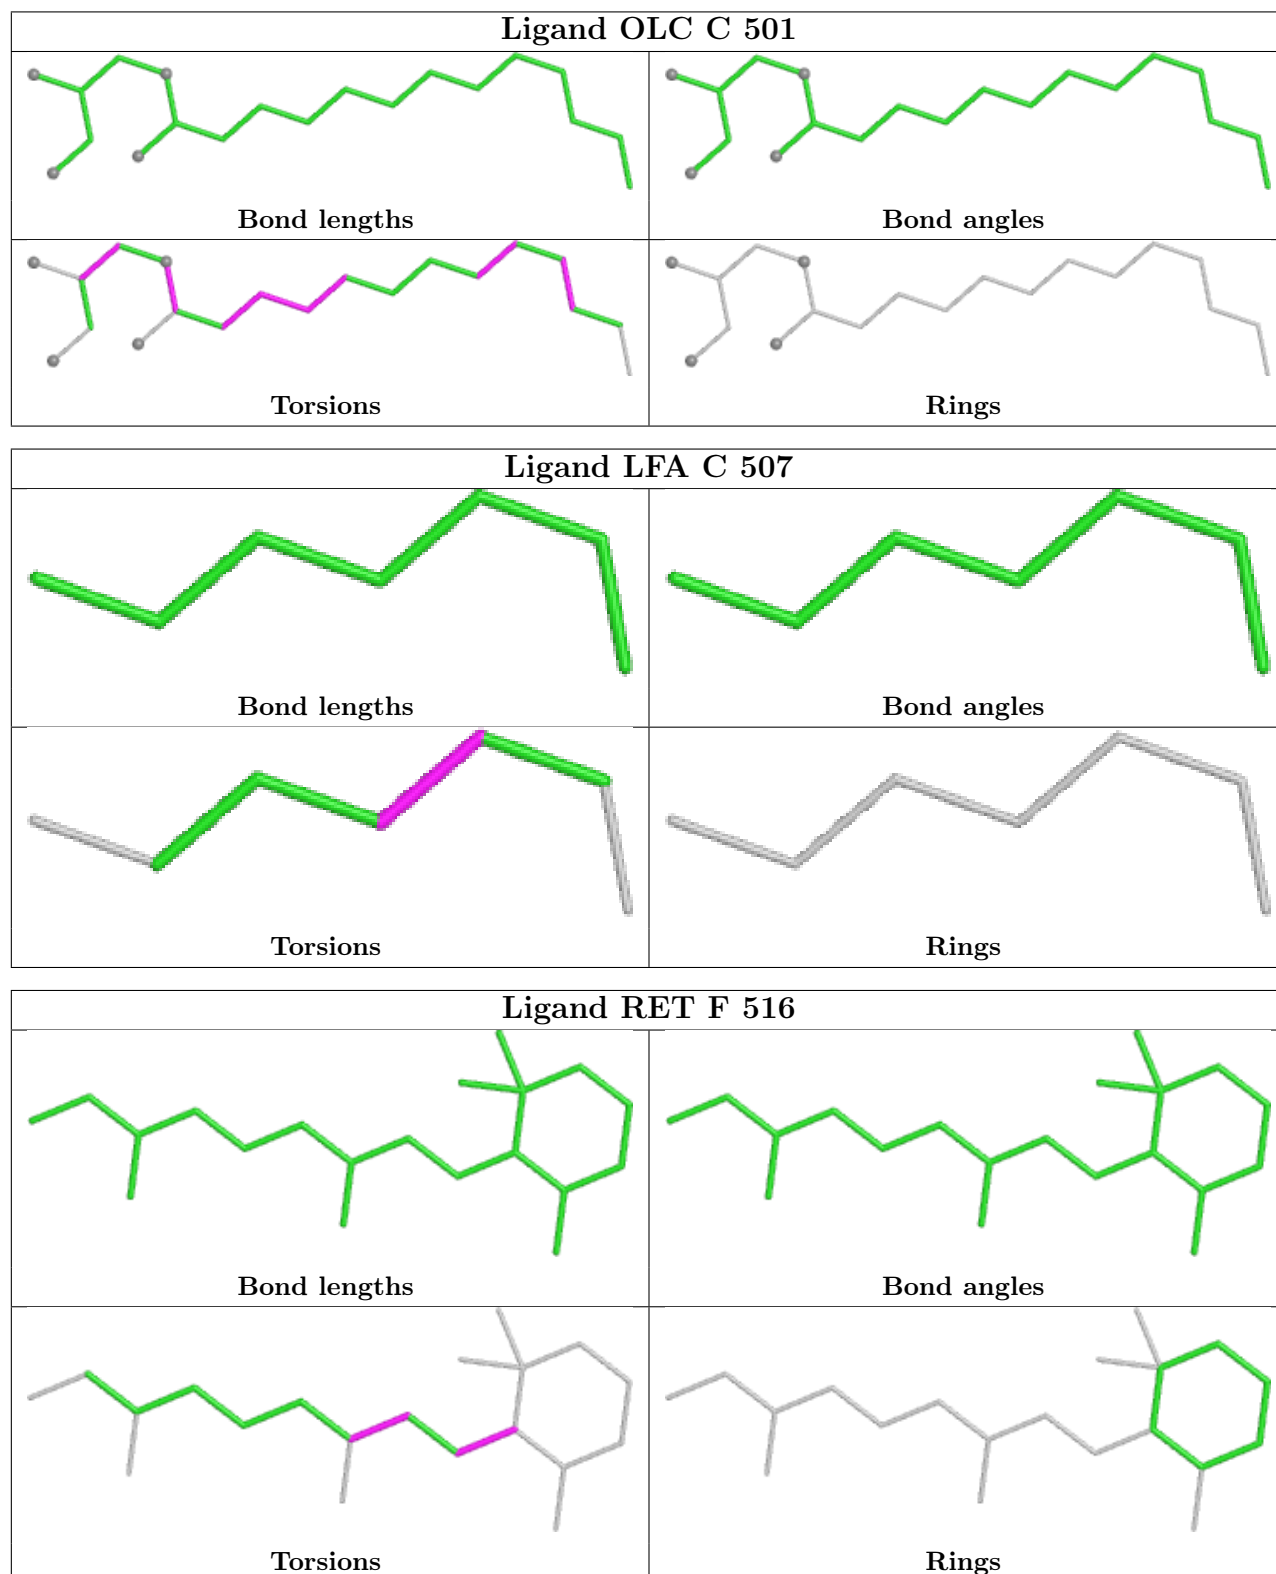 Ligand OLC C 501
Bond lengths
Bond angles
Torsions
Rings
Ligand LFA C 507
Bond lengths
Bond angles
Torsions
Rings
Ligand RET F 516
Bond lengths
Bond angles
Torsions
Rings